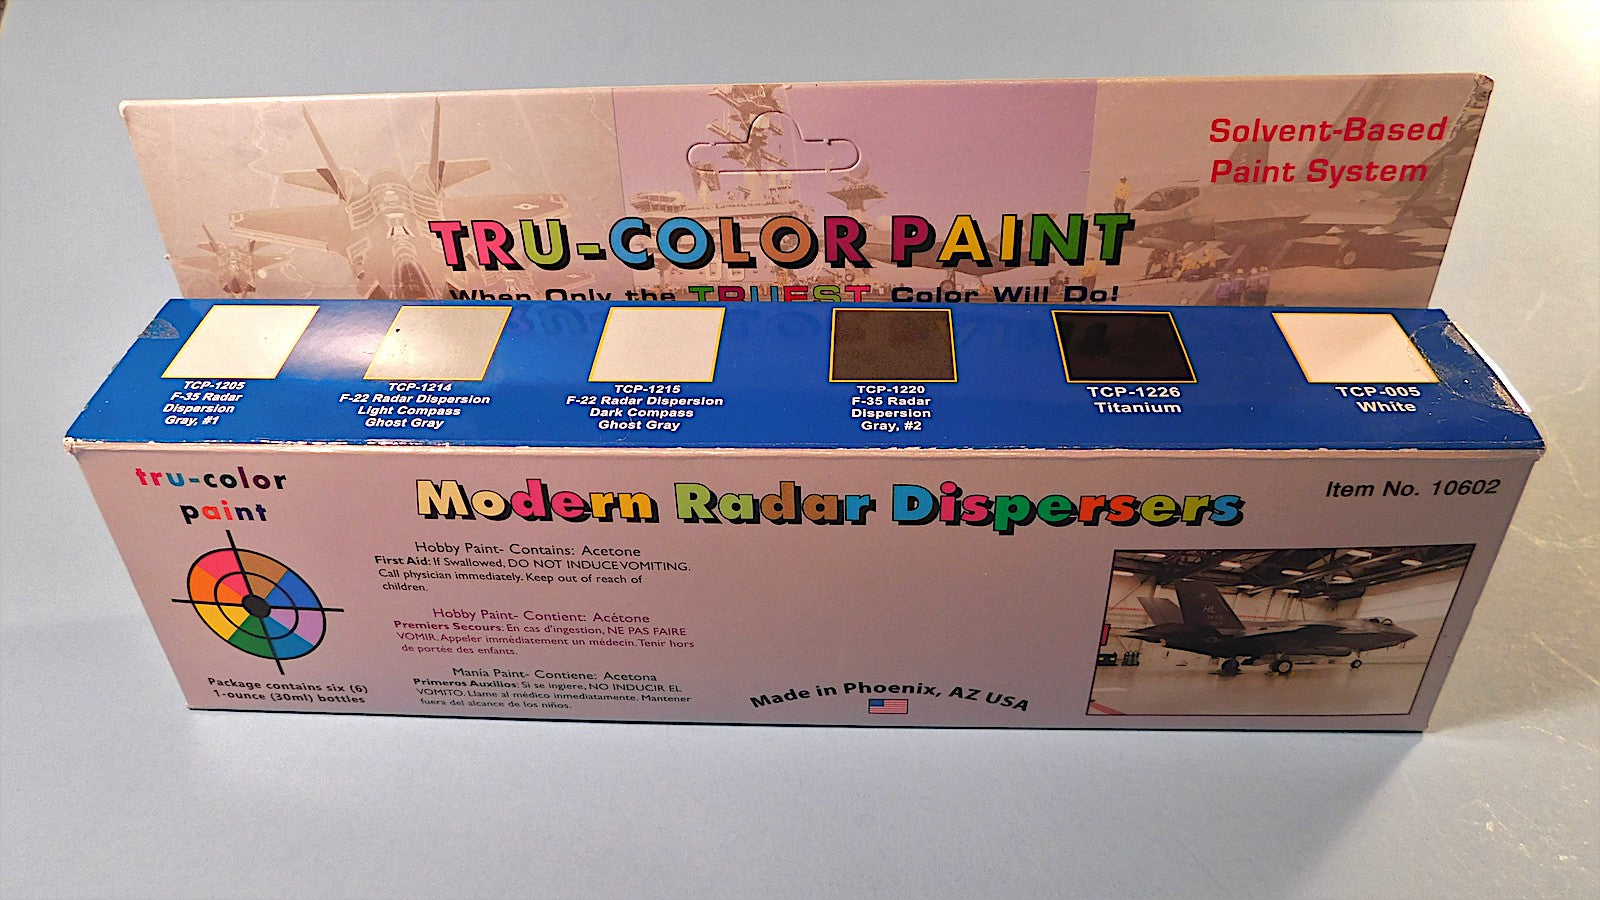 Solvent-Based
Paint System
TRU-COLOR PAINT
When Only the TRUEST Color Will Do!
TCP-1205
F-35 Radar
Dispersion
Gray, #1
TCP-1214
F-22 Radar Dispersion
Light Compass
Ghost Gray
TCP-1215
F-22 Radar Dispersion
Dark Compass
Ghost Gray
TCP-1220
F-35 Radar
Dispersion
Gray, #2
TCP-1226
Titanium
TCP-005
White
tru-color
paint
Modern Radar Dispersers
Item No. 10602
Hobby Paint- Contains: Acetone
First Aid: If Swallowed, DO NOT INDUCE VOMITING.
Call physician immediately. Keep out of reach of
children.
Hobby Paint- Contient: Acétone
Premiers Secours: En cas d'ingestion, NE PAS FAIRE
VOMIR. Appeler immédiatement un médecin. Tenir hors
de portée des enfants.
Mania Paint- Contiene: Acetona
Primeros Auxilios: Si se ingiere, NO INDUCIR EL
VOMITO. Llame al médico inmediatamente. Mantener
fuera del alcance de los niños.
Package contains six (6)
1-ounce (30ml) bottles
Made in Phoenix, AZ USA
HL